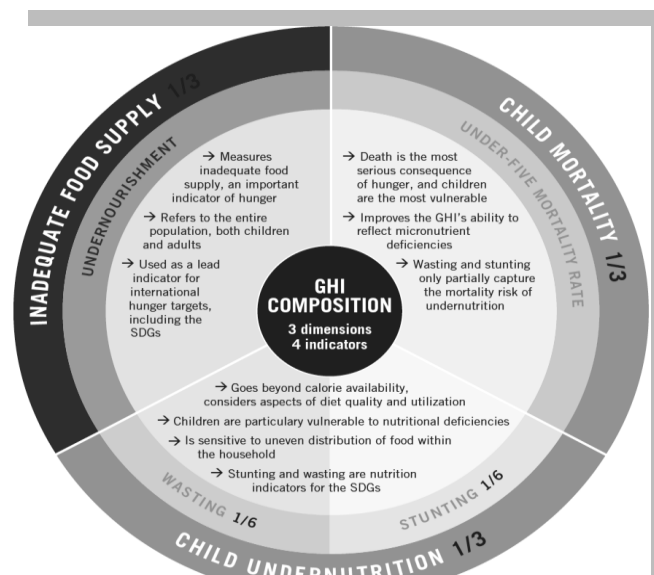 INADEQUATE FOOD SUPPLY 1/3
UNDERNOURISHMENT
→ Measures
inadequate food
supply, an important
indicator of hunger
→ Refers to the entire
population, both children
and adults
→ Used as a lead
indicator for
international
hunger targets,
including the
SDGs
CHILD MORTALITY 1/3
UNDER-FIVE MORTALITY RATE
→ Death is the most
serious consequence
of hunger, and children
are the most vulnerable
→ Improves the GHI's ability to
reflect micronutrient
deficiencies
→ Wasting and stunting
only partially capture
the mortality risk of
undernutrition
GHI
COMPOSITION
3 dimensions
4 indicators
→ Goes beyond calorie availability,
considers aspects of diet quality and utilization
→ Children are particulary vulnerable to nutritional deficiencies
→ Is sensitive to uneven distribution of food within
the household
→ Stunting and wasting are nutrition
indicators for the SDGs
WASTING 1/6
STUNTING 1/6
CHILD UNDERNUTRITION 1/3